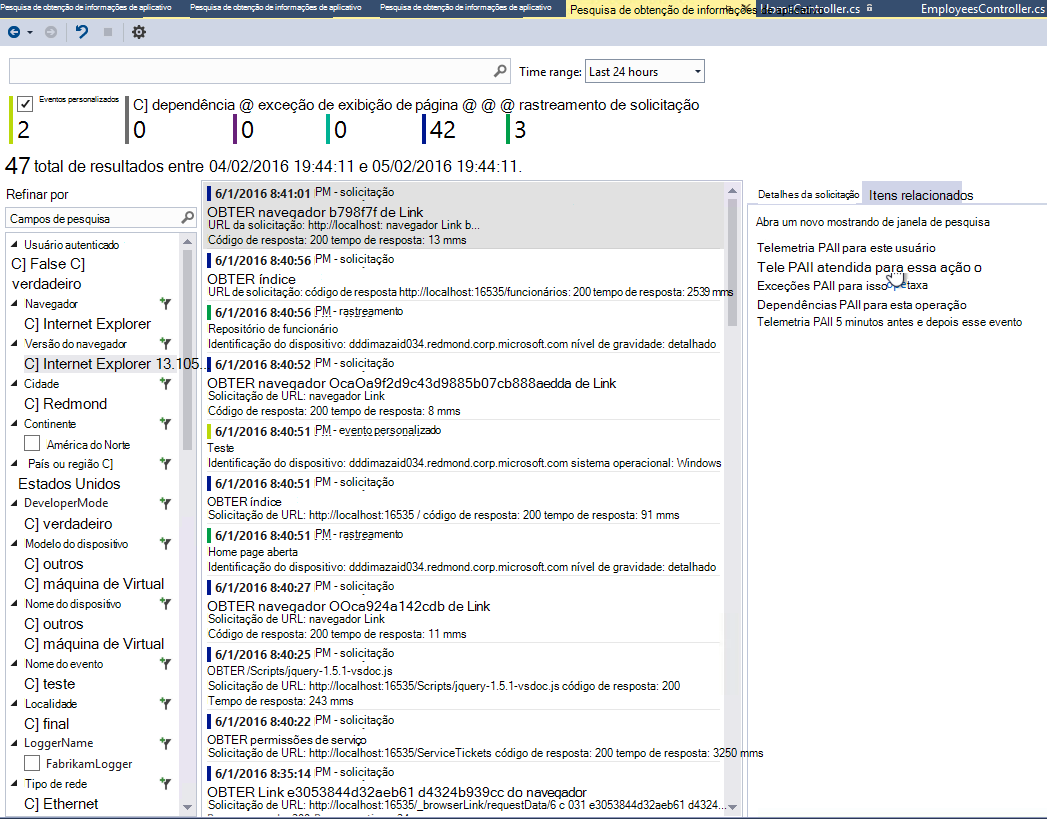 Pesquisa de obtenção de informações de aplicativo
Pesquisa de obtenção de informações de aplicativo
Pesquisa de obtenção de informações de aplicativo
Pesquisa de obtenção de informações de aplicativo
HomeController.cs
EmployeesController.cs
Time range: Last 24 hours
Eventos personalizados
C] dependência @ exceção de exibição de página @ @ @ rastreamento de solicitação
2 0 0 0 42 3
47 total de resultados entre 04/02/2016 19:44:11 e 05/02/2016 19:44:11.
Refinar por
Campos de pesquisa
Usuário autenticado
C] False C]
verdadeiro
Navegador
C] Internet Explorer
Versão do navegador
C] Internet Explorer 13.105..
Cidade
C] Redmond
Continente
América do Norte
País ou região C]
Estados Unidos
DeveloperMode
C] verdadeiro
Modelo do dispositivo
C] outros
C] máquina de Virtual
Nome do dispositivo
C] outros
C] máquina de Virtual
Nome do evento
C] teste
Localidade
C] final
LoggerName
FabrikamLogger
Tipo de rede
C] Ethernet
6/1/2016 8:41:01 PM - solicitação
OBTER navegador b798f7f de Link
URL da solicitação: http://localhost: navegador Link b...
Código de resposta: 200 tempo de resposta: 13 mms
6/1/2016 8:40:56 PM - solicitação
OBTER índice
URL de solicitação: código de resposta http://localhost:16535/funcionários: 200 tempo de resposta: 2539 mms
6/1/2016 8:40:56 PM - rastreamento
Repositório de funcionário
Identificação do dispositivo: dddimazaid034.redmond.corp.microsoft.com nível de gravidade: detalhado
6/1/2016 8:40:52 PM - solicitação
OBTER navegador OcaOa9f2d9c43d9885b07cb888aedda de Link
Solicitação de URL: navegador Link
Código de resposta: 200 tempo de resposta: 8 mms
6/1/2016 8:40:51 PM - evento personalizado
Teste
Identificação do dispositivo: dddimazaid034.redmond.corp.microsoft.com sistema operacional: Windows
6/1/2016 8:40:51 PM - solicitação
OBTER índice
Solicitação de URL: http://localhost:16535 / código de resposta: 200 tempo de resposta: 91 mms
6/1/2016 8:40:51 PM - rastreamento
Home page aberta
Identificação do dispositivo: dddimazaid034.redmond.corp.microsoft.com nível de gravidade: detalhado
6/1/2016 8:40:27 PM - solicitação
OBTER navegador OOca924a142cdb de Link
Solicitação de URL: navegador Link
Código de resposta: 200 tempo de resposta: 11 mms
6/1/2016 8:40:25 PM - solicitação
OBTER /Scripts/jquery-1.5.1-vsdoc.js
Solicitação de URL: http://localhost:16535/Scripts/jquery-1.5.1-vsdoc.js código de resposta: 200
Tempo de resposta: 243 mms
6/1/2016 8:40:22 PM - solicitação
OBTER permissões de serviço
Solicitação de URL: http://localhost:16535/ServiceTickets código de resposta: 200 tempo de resposta: 3250 mms
6/1/2016 8:35:14 PM - solicitação
OBTER Link e3053844d32aeb61 d4324b939cc do navegador
Solicitação de URL: http://localhost:16535/_browserLink/requestData/6 c 031 e3053844d32aeb61 d4324...
Detalhes da solicitação
Itens relacionados
Abra um novo mostrando de janela de pesquisa
Telemetria PAII para este usuário
Tele PAII atendida para essa ação o
Exceções PAII para isso
Dependências PAII para esta operação
Telemetria PAII 5 minutos antes e depois esse evento